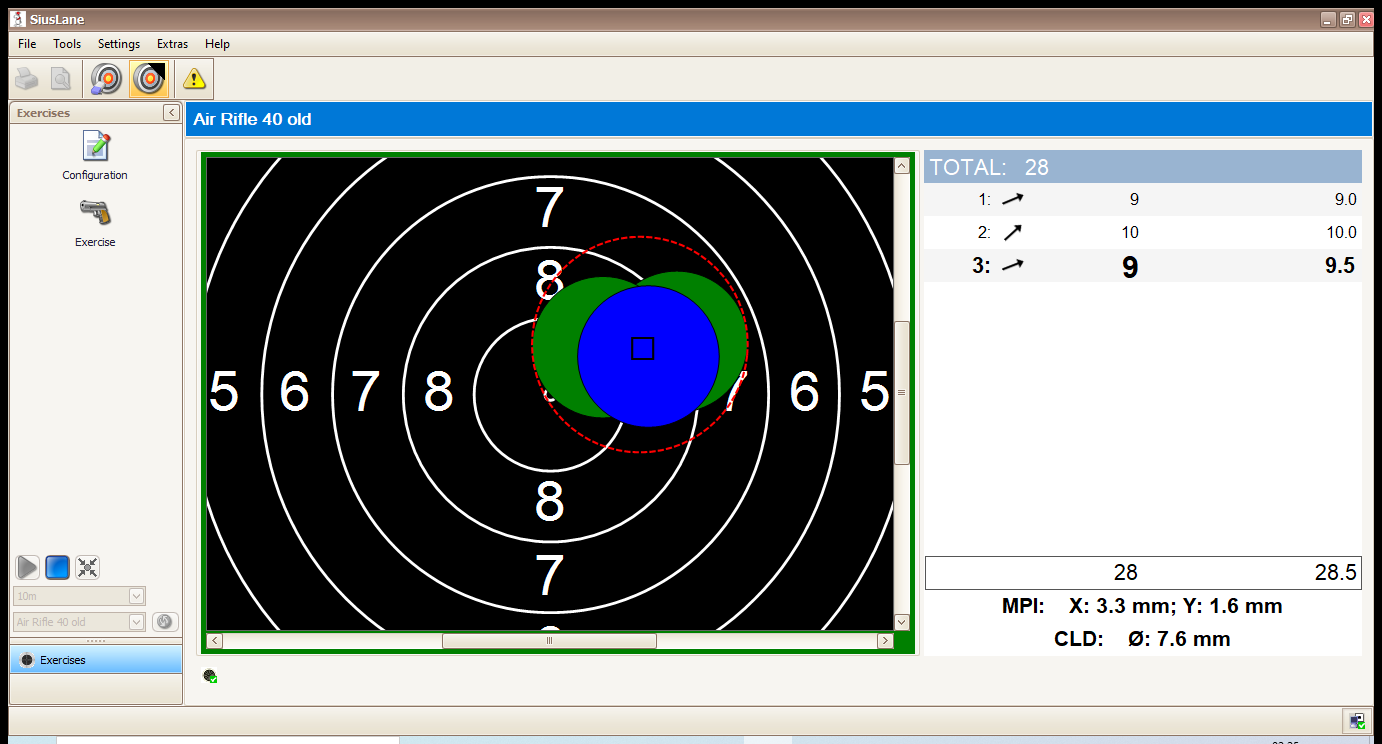 SiusLane
File Tools Settings Extras Help
Exercises
Configuration
Exercise
10m
Air Rifle 40 old
Exercises
Air Rifle 40 old
7
8
5 6 7 8 7 6 5
8
7
TOTAL: 28
1: 9 9.0
2: 10 10.0
3: 9 9.5
28 28.5
MPI: X: 3.3 mm; Y: 1.6 mm
CLD: Ø: 7.6 mm